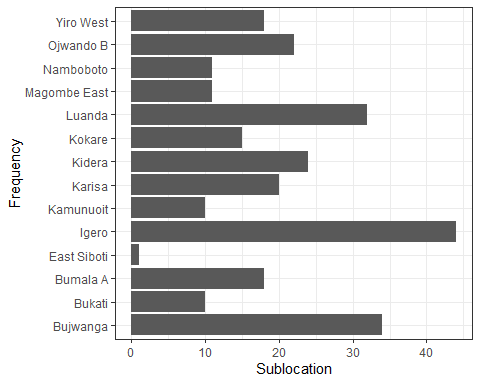 Yiro West
Ojwando B
Namboboto
Magombe East
Luanda
Kokare
Kidera
Karisa
Kamunuoit
Igero
East Siboti
Bumala A
Bukati
Bujwanga
Frequency
0 10 20 30 40
Sublocation